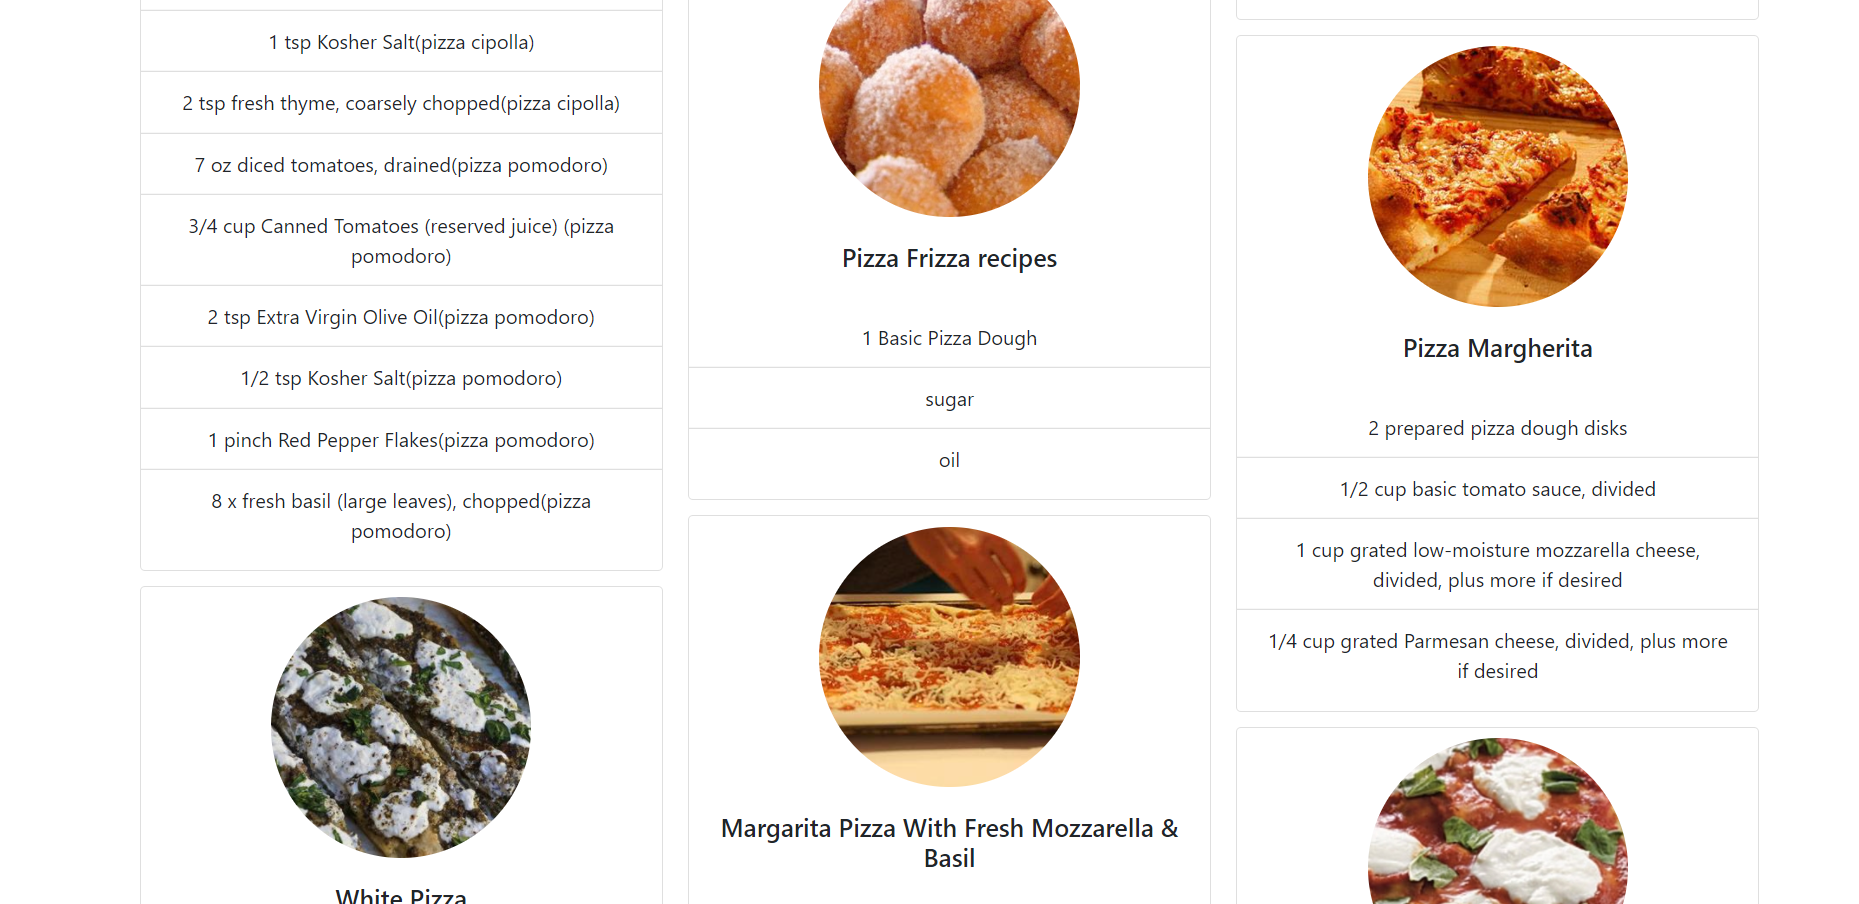 1 tsp Kosher Salt(pizza cipolla)
2 tsp fresh thyme, coarsely chopped(pizza cipolla)
7 oz diced tomatoes, drained(pizza pomodoro)
3/4 cup Canned Tomatoes (reserved juice) (pizza
pomodoro)
2 tsp Extra Virgin Olive Oil(pizza pomodoro)
1/2 tsp Kosher Salt(pizza pomodoro)
1 pinch Red Pepper Flakes(pizza pomodoro)
8 x fresh basil (large leaves), chopped(pizza
pomodoro)
White Pizza
Pizza Frizza recipes
1 Basic Pizza Dough
sugar
oil
Margarita Pizza With Fresh Mozzarella &
Basil
Pizza Margherita
2 prepared pizza dough disks
1/2 cup basic tomato sauce, divided
1 cup grated low-moisture mozzarella cheese,
divided, plus more if desired
1/4 cup grated Parmesan cheese, divided, plus more
if desired